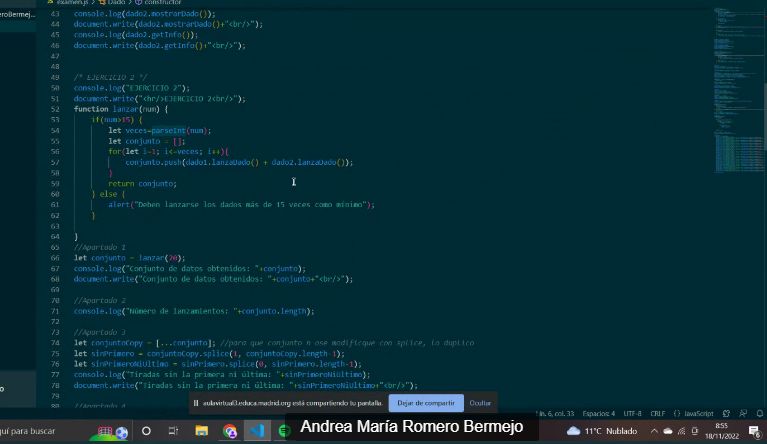 examen.js > Dado > constructor
eroBermej...
43 console.log(dado2.mostrarDado());
44 document.write(dado2.mostrarDado()+"<br/>");
45 console.log(dado2.getInfo());
46 document.write(dado2.getInfo()+"<br/>");
47
48
49 /* EJERCICIO 2 */
50 console.log("EJERCICIO 2");
51 document.write("<hr/>EJERCICIO 2<br/>");
52 function lanzar(num) {
53 if(num>15) {
54 let veces=parseInt(num);
55 let conjunto = [];
56 for(let i=1; i<=veces; i++){
57 conjunto.push(dado1.lanzaDado() + dado2.lanzaDado());
58 }
59 return conjunto;
60 } else {
61 alert("Deben lanzarse los dados más de 15 veces como mínimo");
62 }
63
64 }
65 //Apartado 1
66 let conjunto = lanzar(20);
67 console.log("Conjunto de datos obtenidos: "+conjunto);
68 document.write("Conjunto de datos obtenidos: "+conjunto+"<br/>");
69
70 //Apartado 2
71 console.log("Número de lanzamientos: "+conjunto.length);
72
73 //Apartado 3
74 let conjuntoCopy = [...conjunto]; //para que conjunto n ose modifique con splice, lo duplico
75 let sinPrimero = conjuntoCopy.splice(1, conjuntoCopy.length-1);
76 let sinPrimeroNiUltimo = sinPrimero.splice(0, sinPrimero.length-1);
77 console.log("Tiradas sin la primera ni última: "+sinPrimeroNiUltimo);
78 document.write("Tiradas sin la primera ni última: "+sinPrimeroNiUltimo+"<br/>");
79
80 //Apartado 4
aulavirtual3.educa.madrid.org está compartiendo tu pantalla.
Dejar de compartir
Ocultar
lín. 6, col. 33 Espacios: 4 UTF-8 CRLF {} JavaScript
quí para buscar
Andrea María Romero Bermejo
11°C Nublado
8:55
18/11/2022